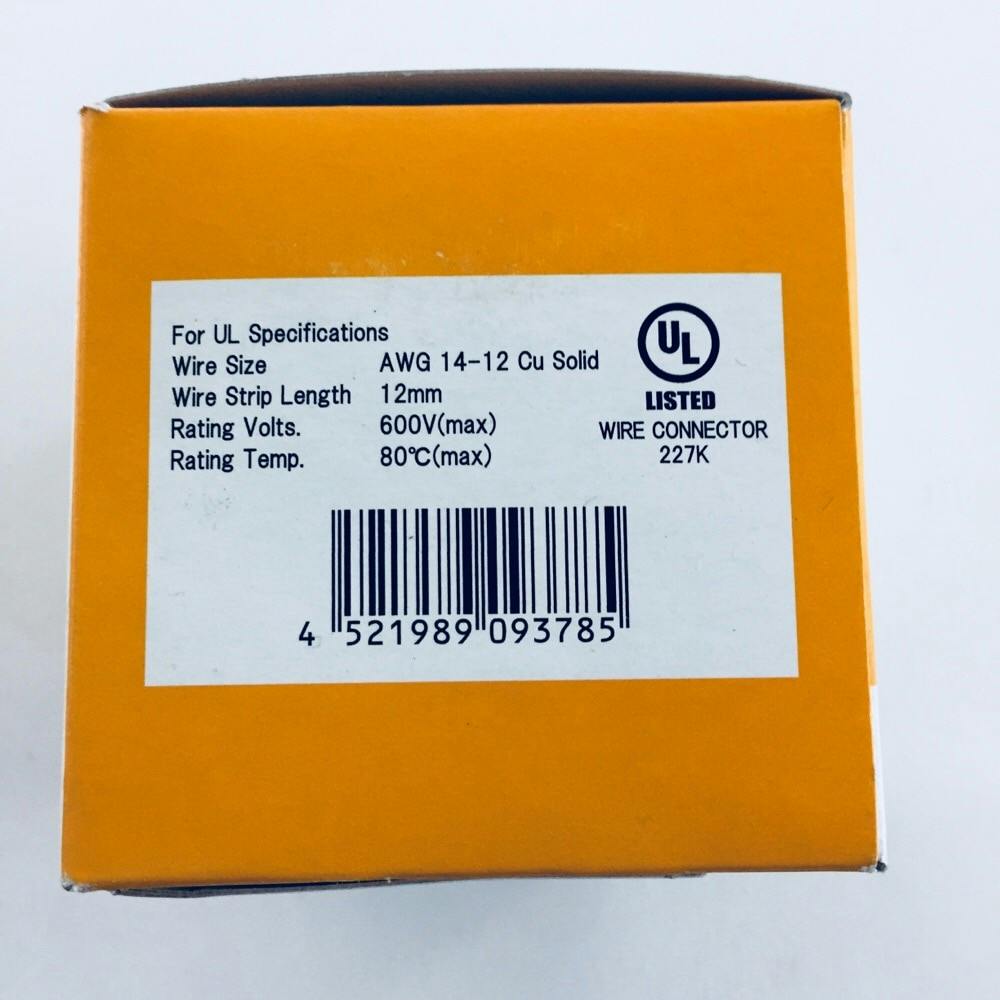 For UL Specifications
Wire Size AWG 14-12 Cu Solid
Wire Strip Length 12mm
Rating Volts. 600V(max)
Rating Temp. 80℃(max)
UL
LISTED
WIRE CONNECTOR
227K
4 521989 093785